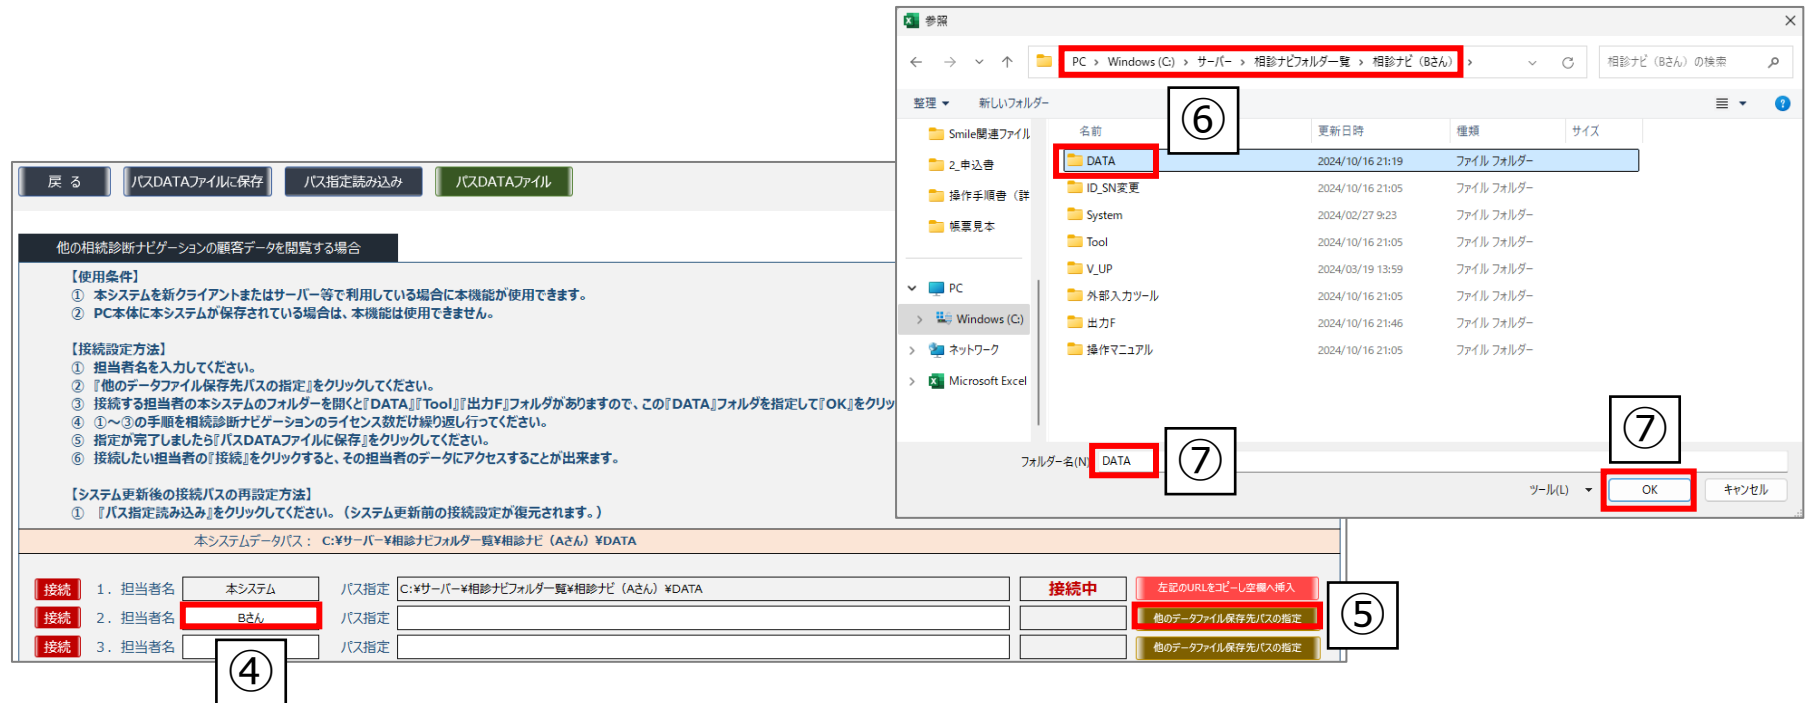 参照
PC › Windows (C:) › サーバー › 相診ナビフォルダ一覧 › 相診ナビ（Bさん） ›
相診ナビ（Bさん）の検索
整理
新しいフォルダー
⑥
Smile関連ファイル
2_申込書
操作手順書（詳
帳票見本
PC
Windows (C:)
ネットワーク
Microsoft Excel
名前 更新日時 種類 サイズ
DATA 2024/10/16 21:19 ファイル フォルダー
ID_SN変更 2024/10/16 21:05 ファイル フォルダー
System 2024/02/27 9:23 ファイル フォルダー
Tool 2024/10/16 21:05 ファイル フォルダー
V_UP 2024/03/19 13:59 ファイル フォルダー
外部入力ツール 2024/10/16 21:05 ファイル フォルダー
出力F 2024/10/16 21:46 ファイル フォルダー
操作マニュアル 2024/10/16 21:05 ファイル フォルダー
フォルダー名(N) DATA
⑦
⑦
ツール(L) OK キャンセル
戻 る パスDATAファイルに保存 パス指定読み込み パスDATAファイル
他の相続診断ナビゲーションの顧客データを閲覧する場合
【使用条件】
① 本システムを新クライアントまたはサーバー等で利用している場合に本機能が使用できます。
② PC本体に本システムが保存されている場合は、本機能は使用できません。
【接続設定方法】
① 担当者名を入力してください。
② 『他のデータファイル保存先パスの指定』をクリックしてください。
③ 接続する担当者の本システムのフォルダーを開くと『DATA』『Tool』『出力F』フォルダがありますので、この『DATA』フォルダを指定して『OK』をクリッ
④ ①～③の手順を相続診断ナビゲーションのライセンス数だけ繰り返し行ってください。
⑤ 指定が完了しましたら『パスDATAファイルに保存』をクリックしてください。
⑥ 接続したい担当者の『接続』をクリックすると、その担当者のデータにアクセスすることが出来ます。
【システム更新後の接続パスの再設定方法】
① 『パス指定読み込み』をクリックしてください。（システム更新前の接続設定が復元されます。）
本システムデータパス： C:¥サーバー¥相診ナビフォルダ一覧¥相診ナビ（Aさん）¥DATA
接続 1. 担当者名 本システム パス指定 C:¥サーバー¥相診ナビフォルダ一覧¥相診ナビ（Aさん）¥DATA 接続中 左記のURLをコピーし空欄へ挿入
接続 2. 担当者名 Bさん パス指定 他のデータファイル保存先パスの指定
⑤
接続 3. 担当者名 パス指定 他のデータファイル保存先パスの指定
④